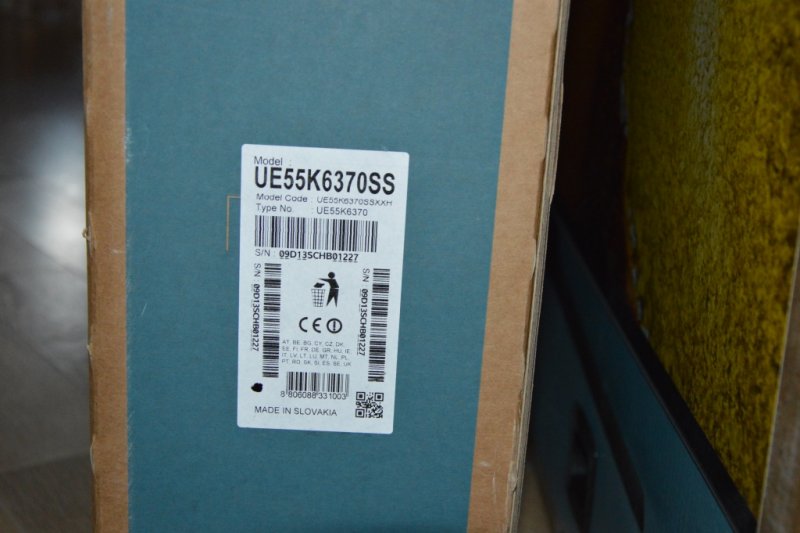 Model :
UE55K6370SS
Model Code : UE55K6370SSXXH
Type No. : UE55K6370
S/N : 09D13SCHB01227
S/N : 09D13SCHB01227
S/N : 09D13SCHB01227
CE
AT, BE, BG, CY, CZ, DK,
EE, FI, FR, DE, GR, HU, IE,
IT, LV, LT, LU, MT, NL, PL,
PT, RO, SK, SI, ES, SE, UK
8 806088 331003
MADE IN SLOVAKIA